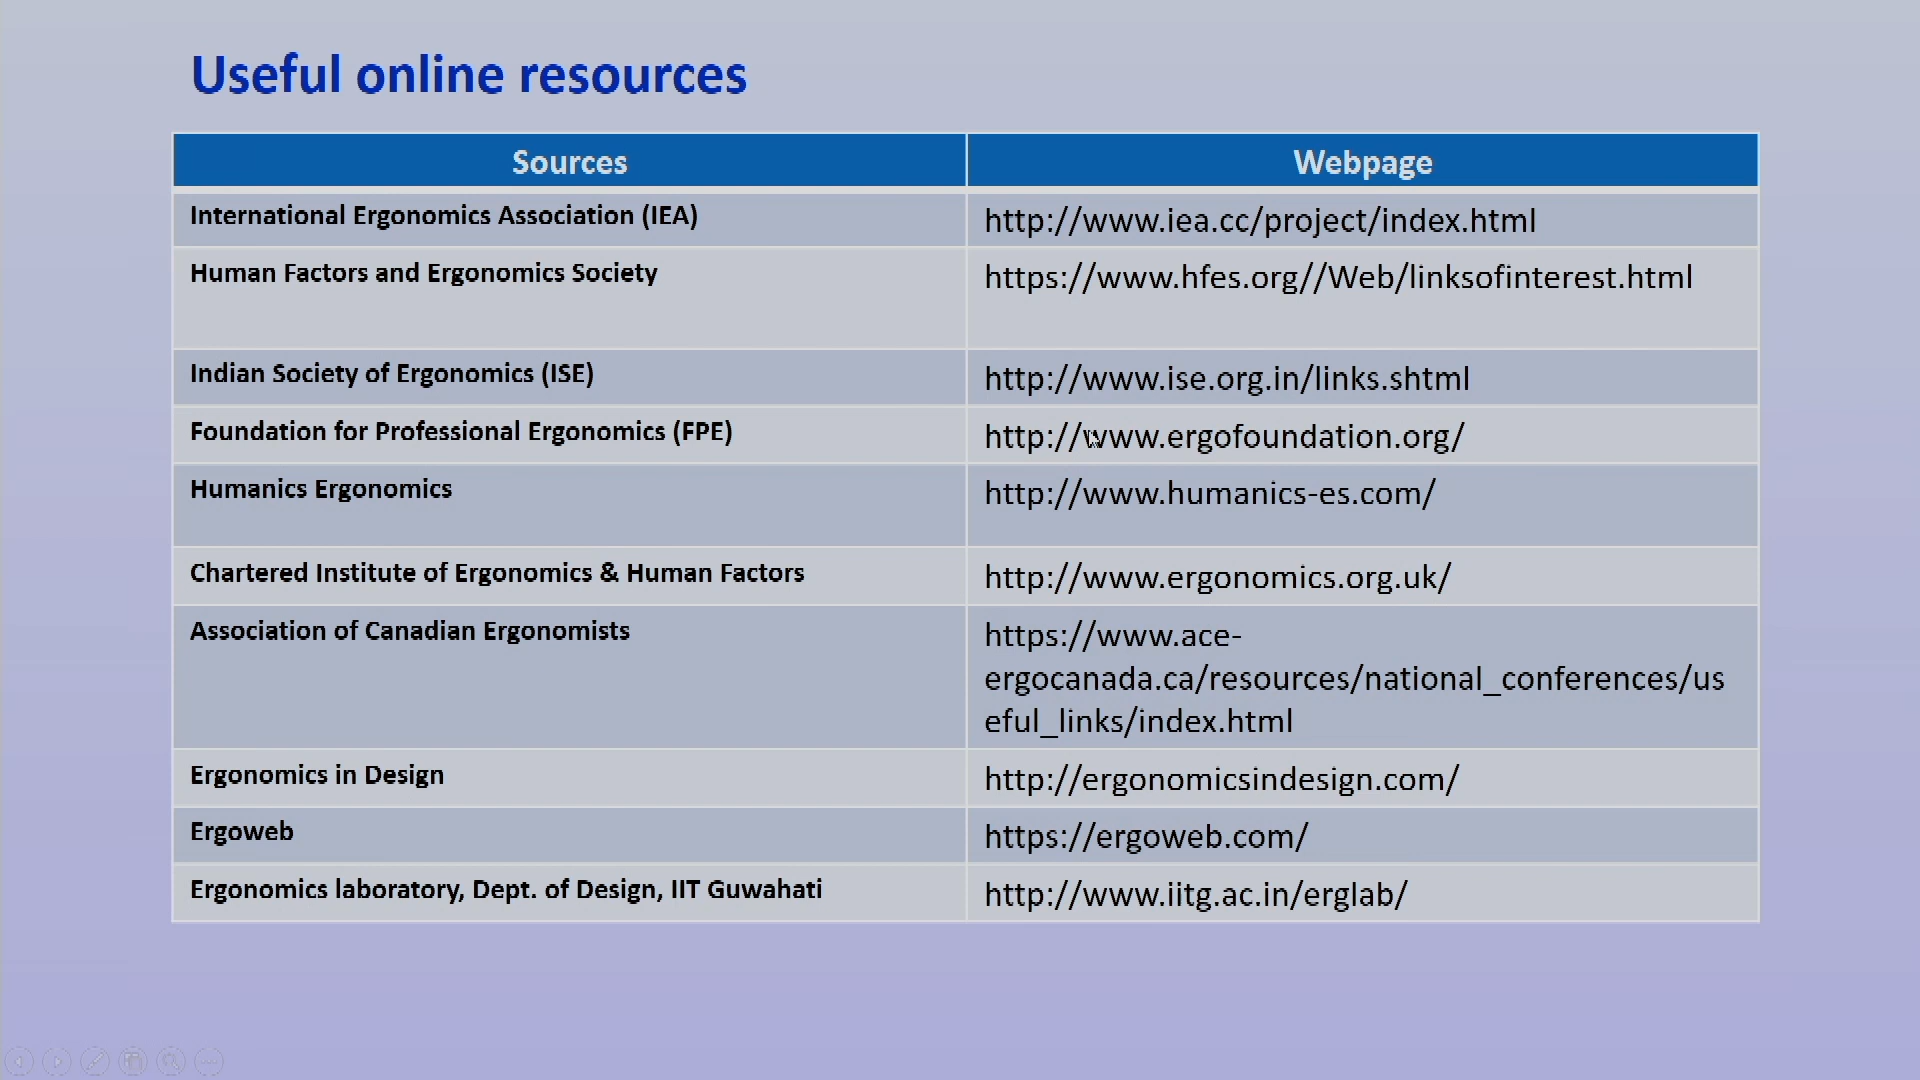 Useful online resources
Sources Webpage
International Ergonomics Association (IEA) http://www.iea.cc/project/index.html
Human Factors and Ergonomics Society https://www.hfes.org//Web/linksofinterest.html
Indian Society of Ergonomics (ISE) http://www.ise.org.in/links.shtml
Foundation for Professional Ergonomics (FPE) http://www.ergofoundation.org/
Humanics Ergonomics http://www.humanics-es.com/
Chartered Institute of Ergonomics & Human Factors http://www.ergonomics.org.uk/
Association of Canadian Ergonomists https://www.ace-
ergocanada.ca/resources/national_conferences/us
eful_links/index.html
Ergonomics in Design http://ergonomicsindesign.com/
Ergoweb https://ergoweb.com/
Ergonomics laboratory, Dept. of Design, IIT Guwahati http://www.iitg.ac.in/erglab/